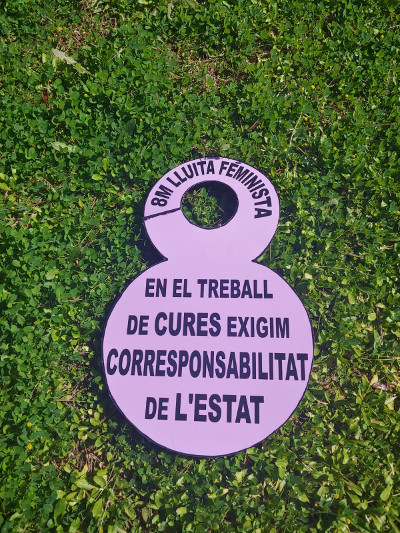 8M LLUITA FEMINISTA
EN EL TREBALL
DE CURES EXIGIM
CORRESPONSABILITAT
DE L'ESTAT